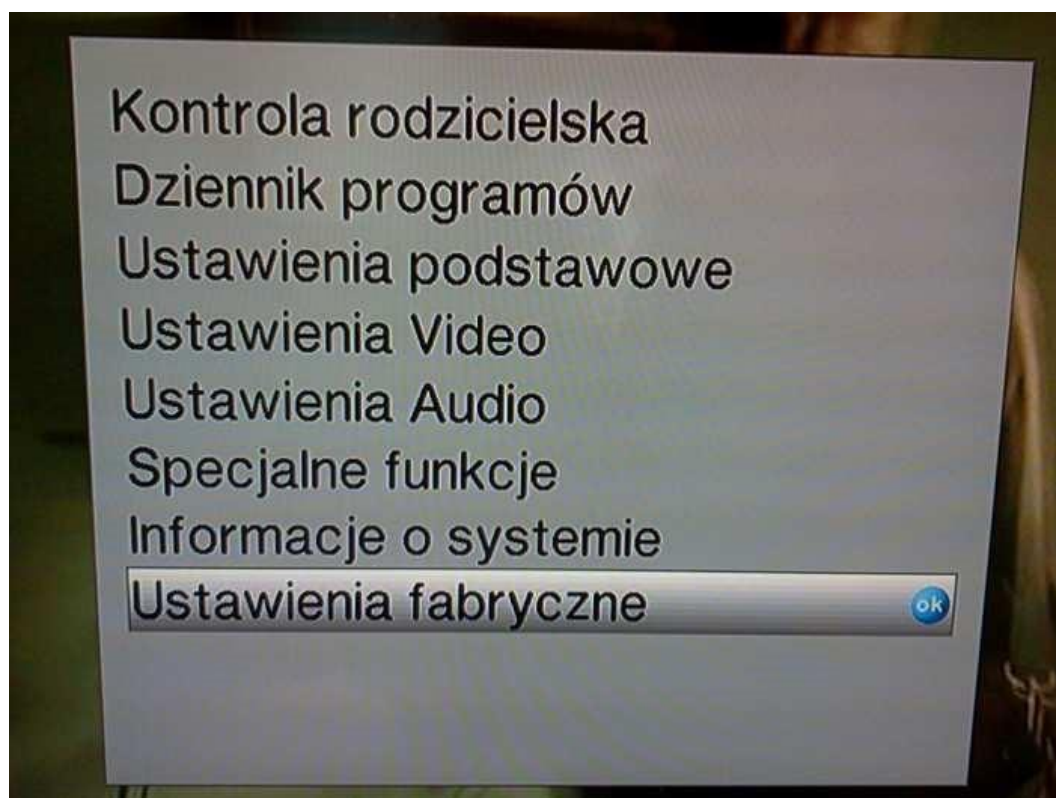 Kontrola rodzicielska
Dziennik programów
Ustawienia podstawowe
Ustawienia Video
Ustawienia Audio
Specjalne funkcje
Informacje o systemie
Ustawienia fabryczne ok